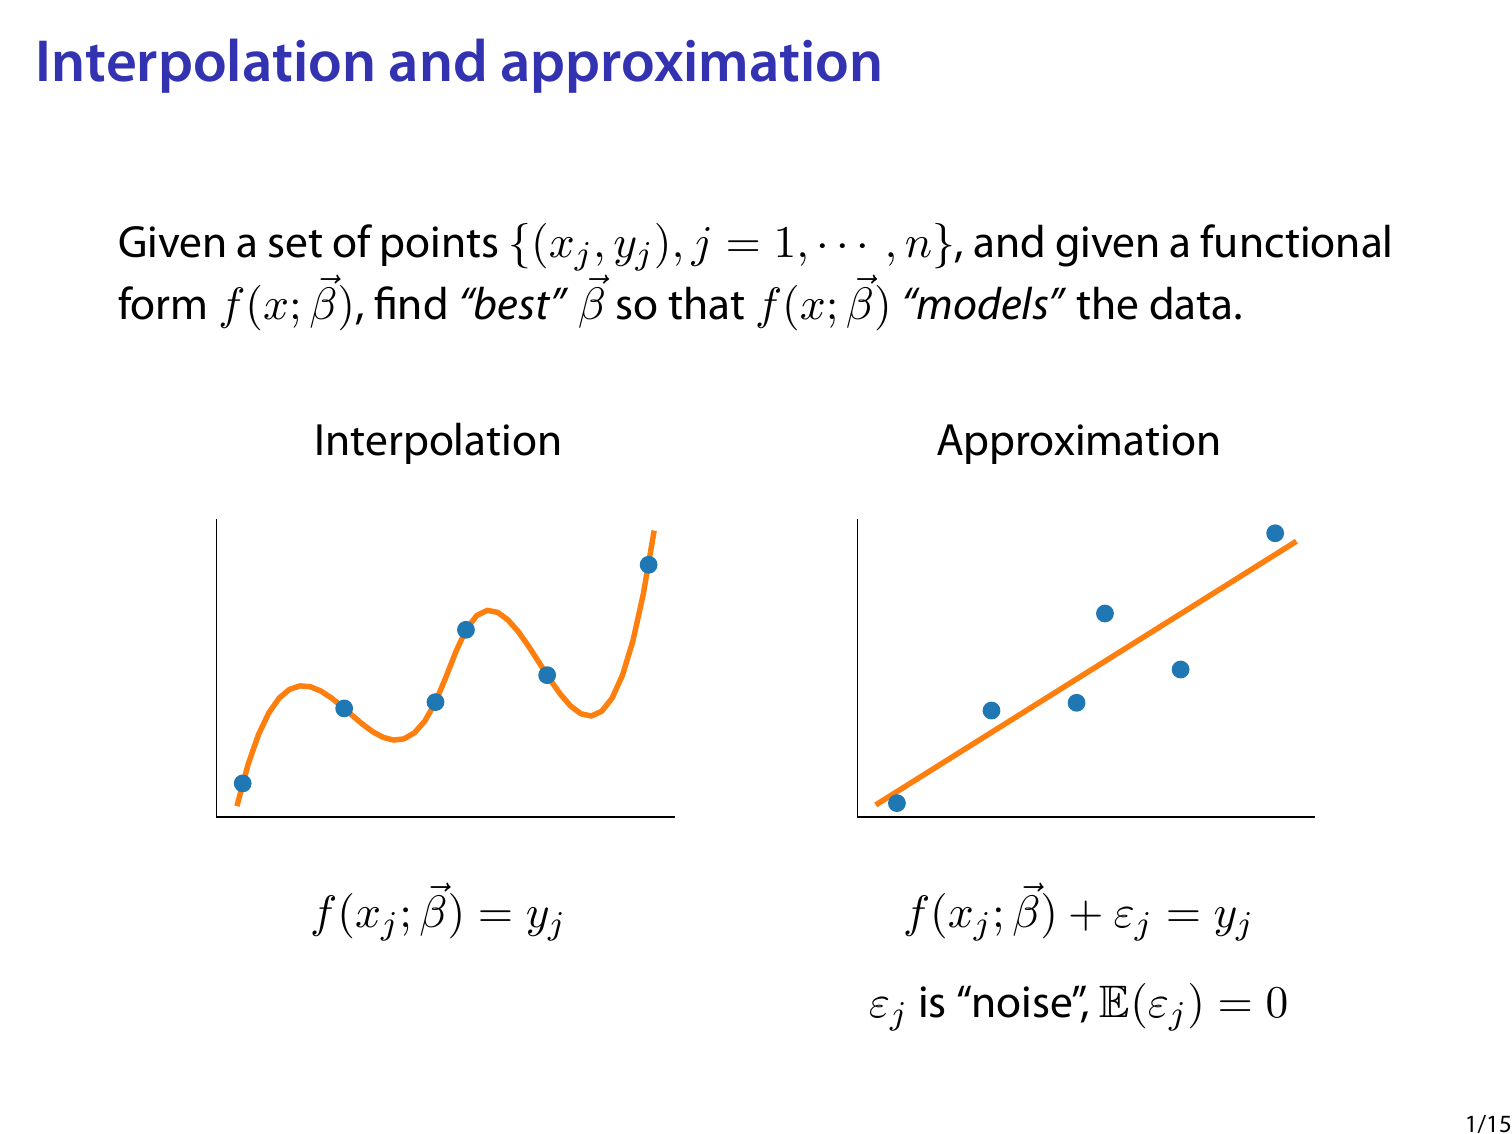 Interpolation and approximation
Given a set of points {(x_j, y_j), j = 1, ⋯ , n}, and given a functional
form f(x; β⃗), find “best” β⃗ so that f(x; β⃗) “models” the data.
Interpolation
Approximation
f(x_j; β⃗) = y_j
f(x_j; β⃗) + ε_j = y_j
ε_j is “noise”, 𝔼(ε_j) = 0
1/15